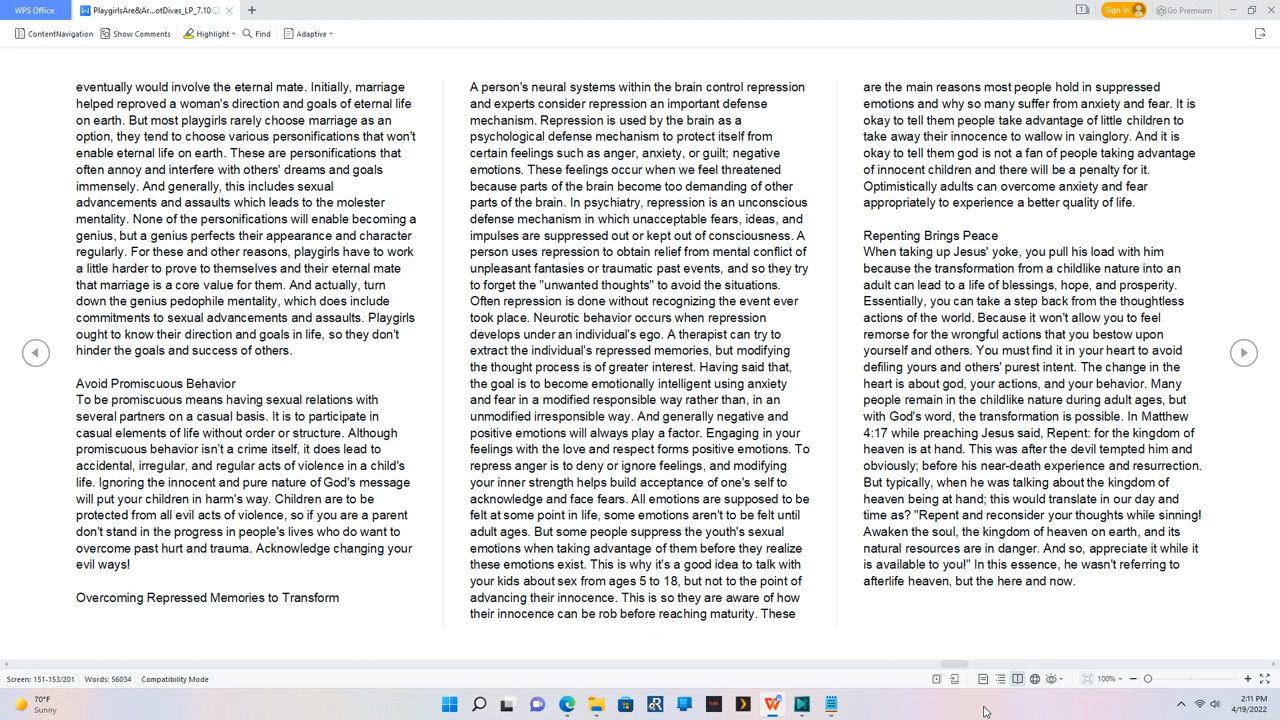 WPS Office
PlaygirlsAre&Ar...otDivas_LP_7.10
Sign in
Go Premium
ContentNavigation
Show Comments
Highlight
Find
Adaptive
eventually would involve the eternal mate. Initially, marriage
helped reproved a woman's direction and goals of eternal life
on earth. But most playgirls rarely choose marriage as an
option, they tend to choose various personifications that won't
enable eternal life on earth. These are personifications that
often annoy and interfere with others' dreams and goals
immensely. And generally, this includes sexual
advancements and assaults which leads to the molester
mentality. None of the personifications will enable becoming a
genius, but a genius perfects their appearance and character
regularly. For these and other reasons, playgirls have to work
a little harder to prove to themselves and their eternal mate
that marriage is a core value for them. And actually, turn
down the genius pedophile mentality, which does include
commitments to sexual advancements and assaults. Playgirls
ought to know their direction and goals in life, so they don't
hinder the goals and success of others.
Avoid Promiscuous Behavior
To be promiscuous means having sexual relations with
several partners on a casual basis. It is to participate in
casual elements of life without order or structure. Although
promiscuous behavior isn't a crime itself, it does lead to
accidental, irregular, and regular acts of violence in a child's
life. Ignoring the innocent and pure nature of God's message
will put your children in harm's way. Children are to be
protected from all evil acts of violence, so if you are a parent
don't stand in the progress in people's lives who do want to
overcome past hurt and trauma. Acknowledge changing your
evil ways!
Overcoming Repressed Memories to Transform
A person's neural systems within the brain control repression
and experts consider repression an important defense
mechanism. Repression is used by the brain as a
psychological defense mechanism to protect itself from
certain feelings such as anger, anxiety, or guilt; negative
emotions. These feelings occur when we feel threatened
because parts of the brain become too demanding of other
parts of the brain. In psychiatry, repression is an unconscious
defense mechanism in which unacceptable fears, ideas, and
impulses are suppressed out or kept out of consciousness. A
person uses repression to obtain relief from mental conflict of
unpleasant fantasies or traumatic past events, and so they try
to forget the "unwanted thoughts" to avoid the situations.
Often repression is done without recognizing the event ever
took place. Neurotic behavior occurs when repression
develops under an individual's ego. A therapist can try to
extract the individual's repressed memories, but modifying
the thought process is of greater interest. Having said that,
the goal is to become emotionally intelligent using anxiety
and fear in a modified responsible way rather than, in an
unmodified irresponsible way. And generally negative and
positive emotions will always play a factor. Engaging in your
feelings with the love and respect forms positive emotions. To
repress anger is to deny or ignore feelings, and modifying
your inner strength helps build acceptance of one's self to
acknowledge and face fears. All emotions are supposed to be
felt at some point in life, some emotions aren't to be felt until
adult ages. But some people suppress the youth's sexual
emotions when taking advantage of them before they realize
these emotions exist. This is why it's a good idea to talk with
your kids about sex from ages 5 to 18, but not to the point of
advancing their innocence. This is so they are aware of how
their innocence can be rob before reaching maturity. These
are the main reasons most people hold in suppressed
emotions and why so many suffer from anxiety and fear. It is
okay to tell them people take advantage of little children to
take away their innocence to wallow in vainglory. And it is
okay to tell them god is not a fan of people taking advantage
of innocent children and there will be a penalty for it.
Optimistically adults can overcome anxiety and fear
appropriately to experience a better quality of life.
Repenting Brings Peace
When taking up Jesus' yoke, you pull his load with him
because the transformation from a childlike nature into an
adult can lead to a life of blessings, hope, and prosperity.
Essentially, you can take a step back from the thoughtless
actions of the world. Because it won't allow you to feel
remorse for the wrongful actions that you bestow upon
yourself and others. You must find it in your heart to avoid
defiling yours and others' purest intent. The change in the
heart is about god, your actions, and your behavior. Many
people remain in the childlike nature during adult ages, but
with God's word, the transformation is possible. In Matthew
4:17 while preaching Jesus said, Repent: for the kingdom of
heaven is at hand. This was after the devil tempted him and
obviously; before his near-death experience and resurrection.
But typically, when he was talking about the kingdom of
heaven being at hand; this would translate in our day and
time as? "Repent and reconsider your thoughts while sinning!
Awaken the soul, the kingdom of heaven on earth, and its
natural resources are in danger. And so, appreciate it while it
is available to you!" In this essence, he wasn't referring to
afterlife heaven, but the here and now.
Screen: 151-153/201
Words: 56034
Compatibility Mode
100%
70°F
Sunny
2:11 PM
4/19/2022